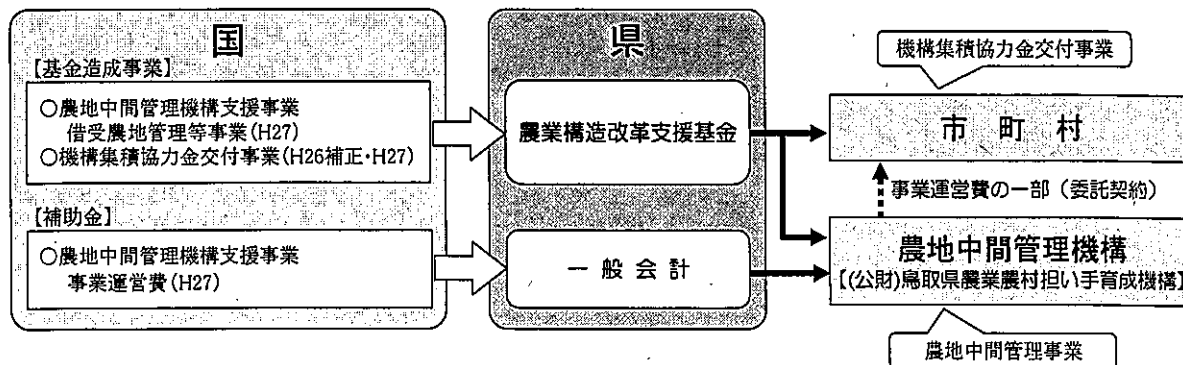 国
【基金造成事業】
○農地中間管理機構支援事業
借受農地管理等事業(H27)
○機構集積協力金交付事業(H26補正・H27)
【補助金】
○農地中間管理機構支援事業
事業運営費(H27)
県
農業構造改革支援基金
一般会計
機構集積協力金交付事業
市町村
事業運営費の一部（委託契約）
農地中間管理機構
【(公財)鳥取県農業農村担い手育成機構】
農地中間管理事業